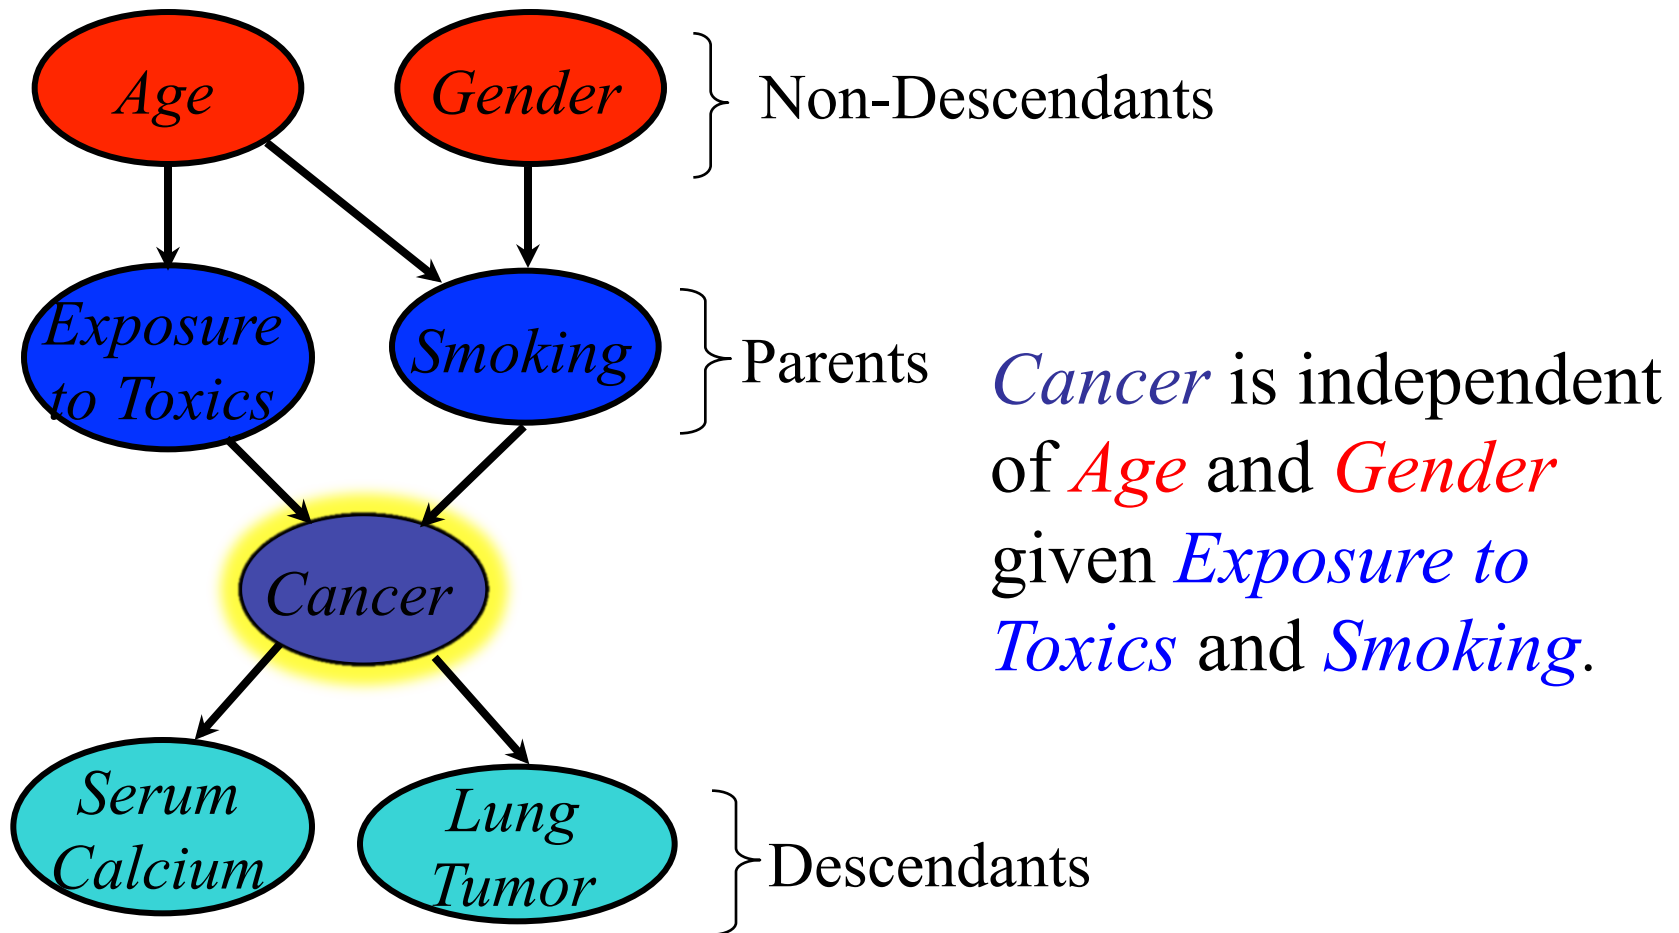 Age
Gender
Non-Descendants
Exposure
to Toxics
Smoking
Parents
Cancer is independent
of Age and Gender
given Exposure to
Toxics and Smoking.
Cancer
Serum
Calcium
Lung
Tumor
Descendants